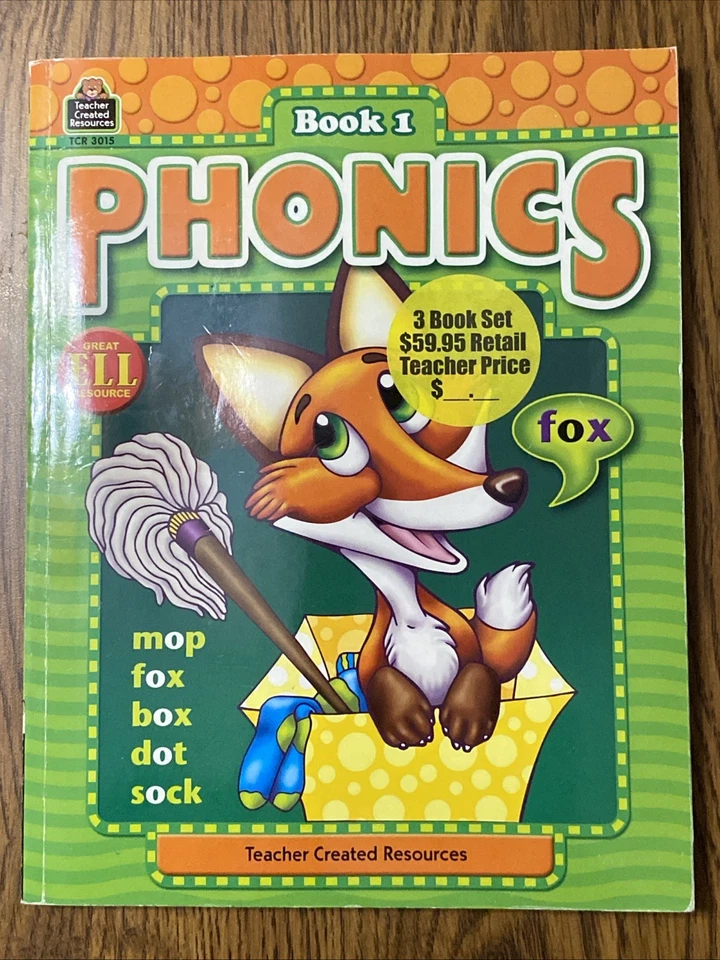 Teacher
Created
Resources
TCR 3015
Book 1
PHONICS
GREAT
ELL
RESOURCE
3 Book Set
$59.95 Retail
Teacher Price
$__.__
fox
mop
fox
box
dot
sock
Teacher Created Resources